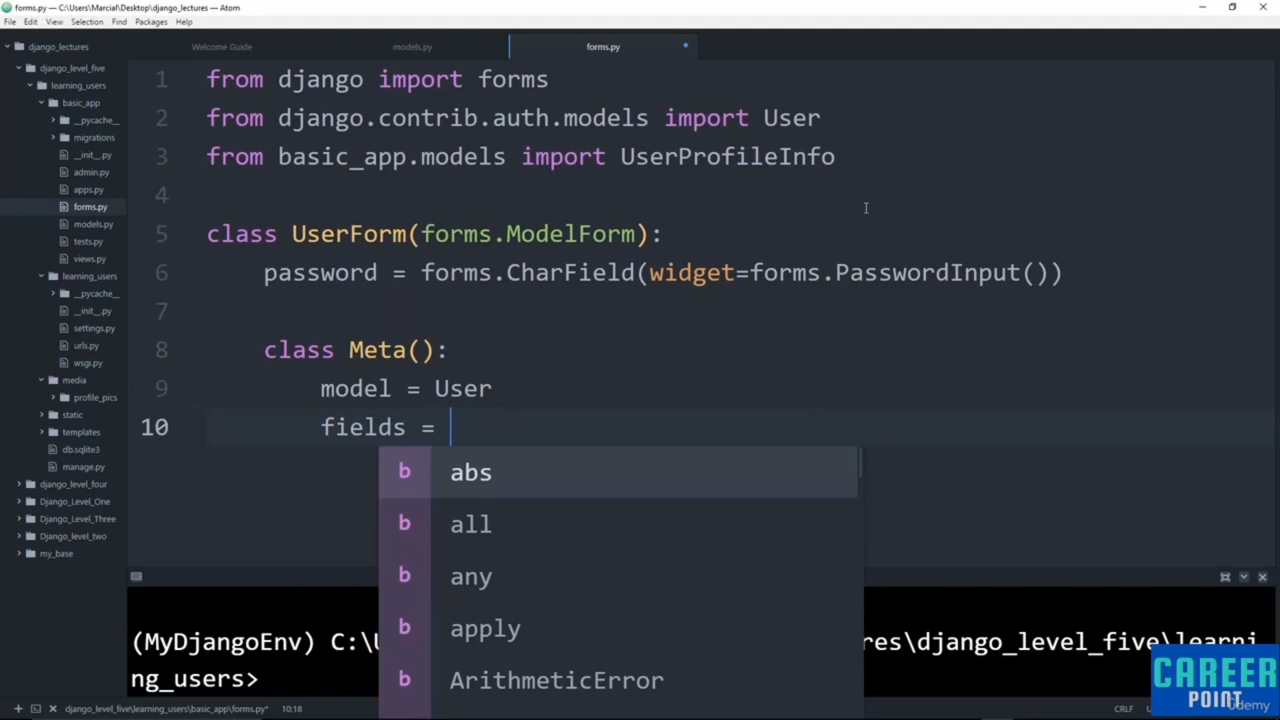 forms.py — C:\Users\Marcial\Desktop\django_lectures — Atom
File Edit View Selection Find Packages Help
django_lectures
Welcome Guide
models.py
forms.py
django_level_five
learning_users
basic_app
__pycache__
migrations
__init__.py
admin.py
apps.py
forms.py
models.py
tests.py
views.py
learning_users
__pycache__
__init__.py
settings.py
urls.py
wsgi.py
media
profile_pics
static
templates
db.sqlite3
manage.py
django_level_four
Django_Level_One
Django_Level_Three
Django_level_two
my_base
1 from django import forms
2 from django.contrib.auth.models import User
3 from basic_app.models import UserProfileInfo
4
5 class UserForm(forms.ModelForm):
6 password = forms.CharField(widget=forms.PasswordInput())
7
8 class Meta():
9 model = User
10 fields =
b abs
b all
b any
b apply
b ArithmeticError
(MyDjangoEnv) C:\U res\django_level_five\learni
ng_users>
django_level_five\learning_users\basic_app\forms.py* 10:18
CRLF
CAREER
POINT
Udemy